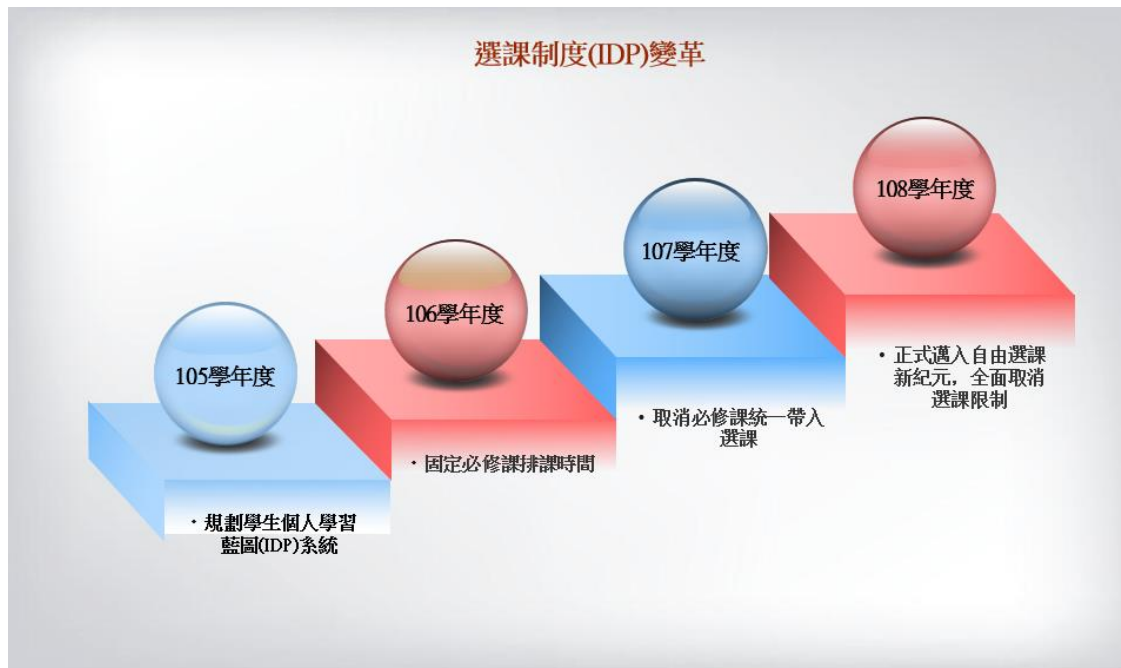 選課制度(IDP)變革
105學年度
・規劃學生個人學習
藍圖(IDP)系統
106學年度
・固定必修課排課時間
107學年度
・取消必修課統一帶入
選課
108學年度
・正式邁入自由選課
新紀元，全面取消
選課限制